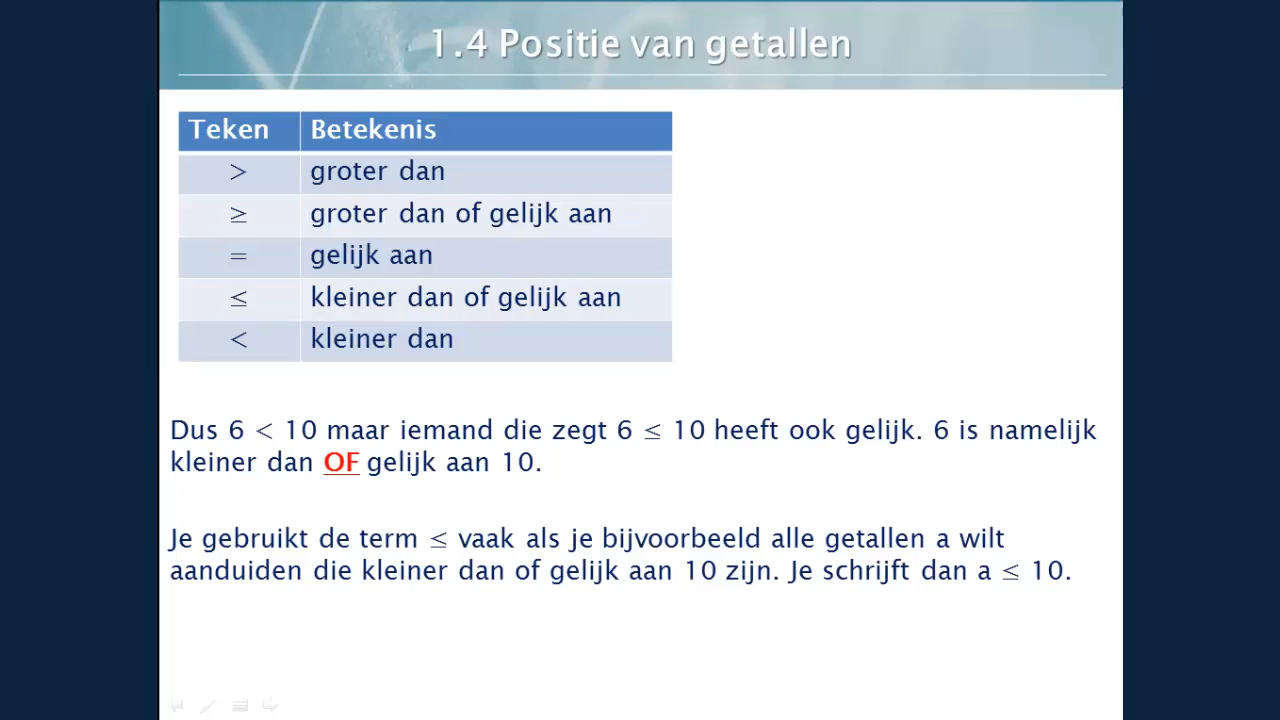 1.4 Positie van getallen
Teken Betekenis
> groter dan
≥ groter dan of gelijk aan
= gelijk aan
≤ kleiner dan of gelijk aan
< kleiner dan
Dus 6 < 10 maar iemand die zegt 6 ≤ 10 heeft ook gelijk. 6 is namelijk
kleiner dan OF gelijk aan 10.
Je gebruikt de term ≤ vaak als je bijvoorbeeld alle getallen a wilt
aanduiden die kleiner dan of gelijk aan 10 zijn. Je schrijft dan a ≤ 10.